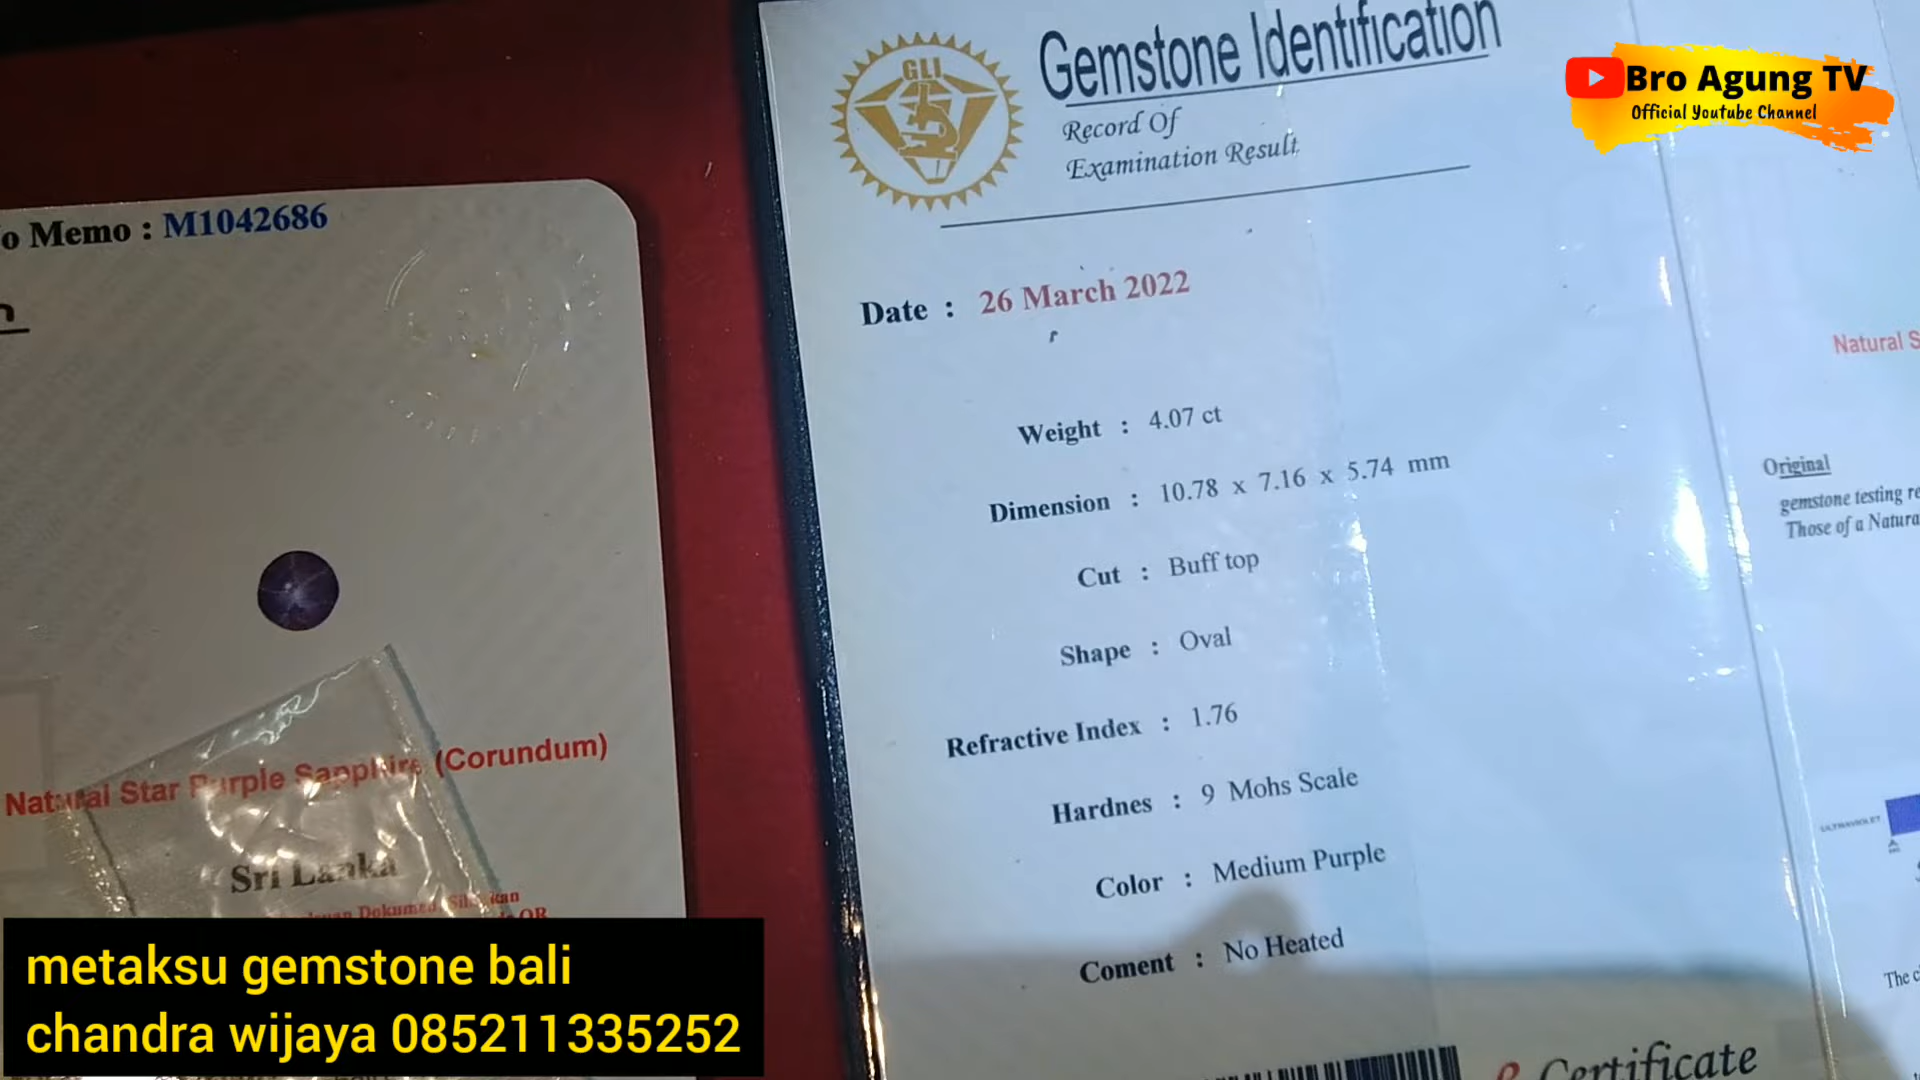 o Memo : M1042686
Natural Star Purple Sapphire (Corundum)
Sri Lanka
GLI
Gemstone Identification
Record Of
Examination Result
Date : 26 March 2022
Weight : 4.07 ct
Dimension : 10.78 x 7.16 x 5.74 mm
Cut : Buff top
Shape : Oval
Refractive Index : 1.76
Hardnes : 9 Mohs Scale
Color : Medium Purple
Coment : No Heated
Certificate
Natural S
Original
gemstone testing re
Those of a Natura
ULTRAVIOLET
The c
Bro Agung TV
Official Youtube Channel
metaksu gemstone bali
chandra wijaya 085211335252